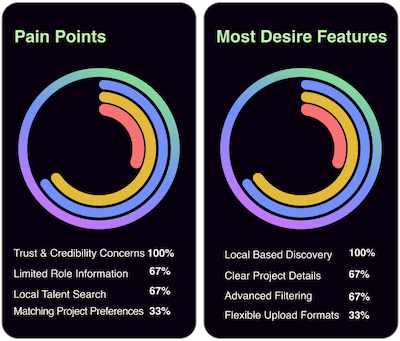 Pain Points
Trust & Credibility Concerns 100%
Limited Role Information 67%
Local Talent Search 67%
Matching Project Preferences 33%
Most Desire Features
Local Based Discovery 100%
Clear Project Details 67%
Advanced Filtering 67%
Flexible Upload Formats 33%